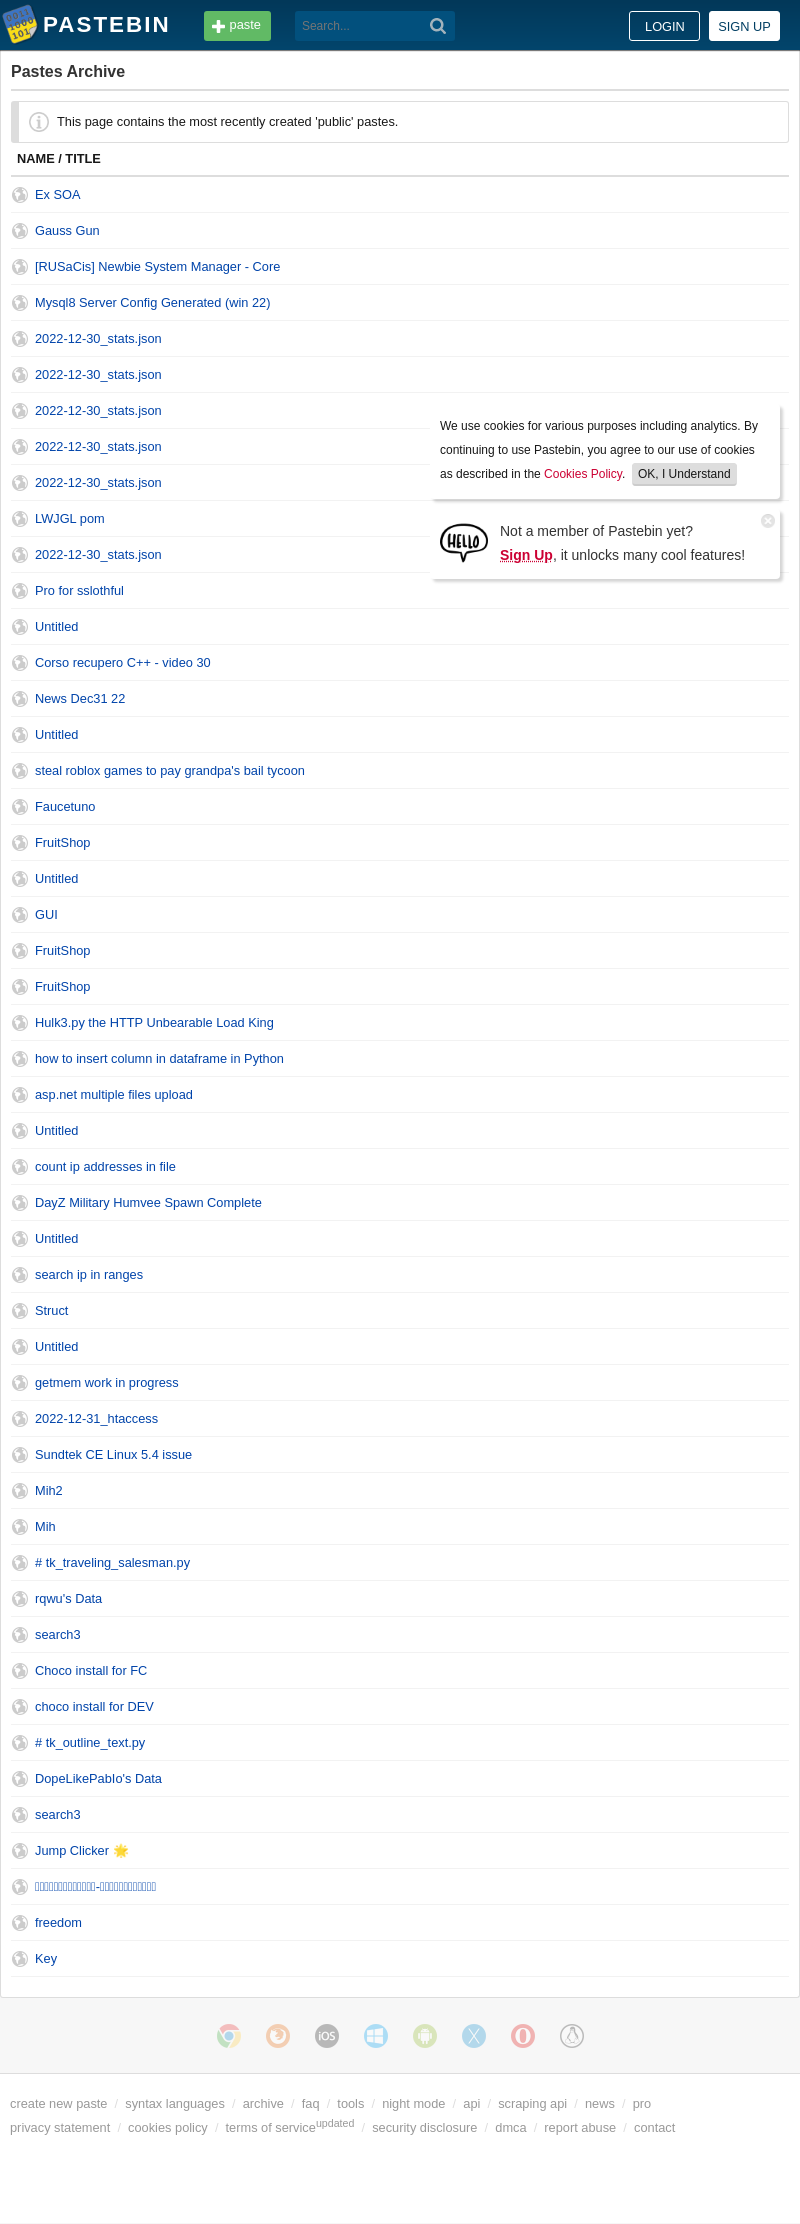 PASTEBIN
paste
Search...
LOGIN
SIGN UP
Pastes Archive
This page contains the most recently created 'public' pastes.
NAME / TITLE
Ex SOA
Gauss Gun
[RUSaCis] Newbie System Manager - Core
Mysql8 Server Config Generated (win 22)
2022-12-30_stats.json
2022-12-30_stats.json
2022-12-30_stats.json
2022-12-30_stats.json
2022-12-30_stats.json
LWJGL pom
2022-12-30_stats.json
We use cookies for various purposes including analytics. By
continuing to use Pastebin, you agree to our use of cookies
as described in the Cookies Policy. OK, I Understand
HELLO
Not a member of Pastebin yet?
Sign Up, it unlocks many cool features!
Pro for sslothful
Untitled
Corso recupero C++ - video 30
News Dec31 22
Untitled
steal roblox games to pay grandpa's bail tycoon
Faucetuno
FruitShop
Untitled
GUI
FruitShop
FruitShop
Hulk3.py the HTTP Unbearable Load King
how to insert column in dataframe in Python
asp.net multiple files upload
Untitled
count ip addresses in file
DayZ Military Humvee Spawn Complete
Untitled
search ip in ranges
Struct
Untitled
getmem work in progress
2022-12-31_htaccess
Sundtek CE Linux 5.4 issue
Mih2
Mih
# tk_traveling_salesman.py
rqwu's Data
search3
Choco install for FC
choco install for DEV
# tk_outline_text.py
DopeLikePablo's Data
search3
Jump Clicker 🌟
freedom
Key
iOS
create new paste / syntax languages / archive / faq / tools / night mode / api / scraping api / news / pro
privacy statement / cookies policy / terms of service updated / security disclosure / dmca / report abuse / contact